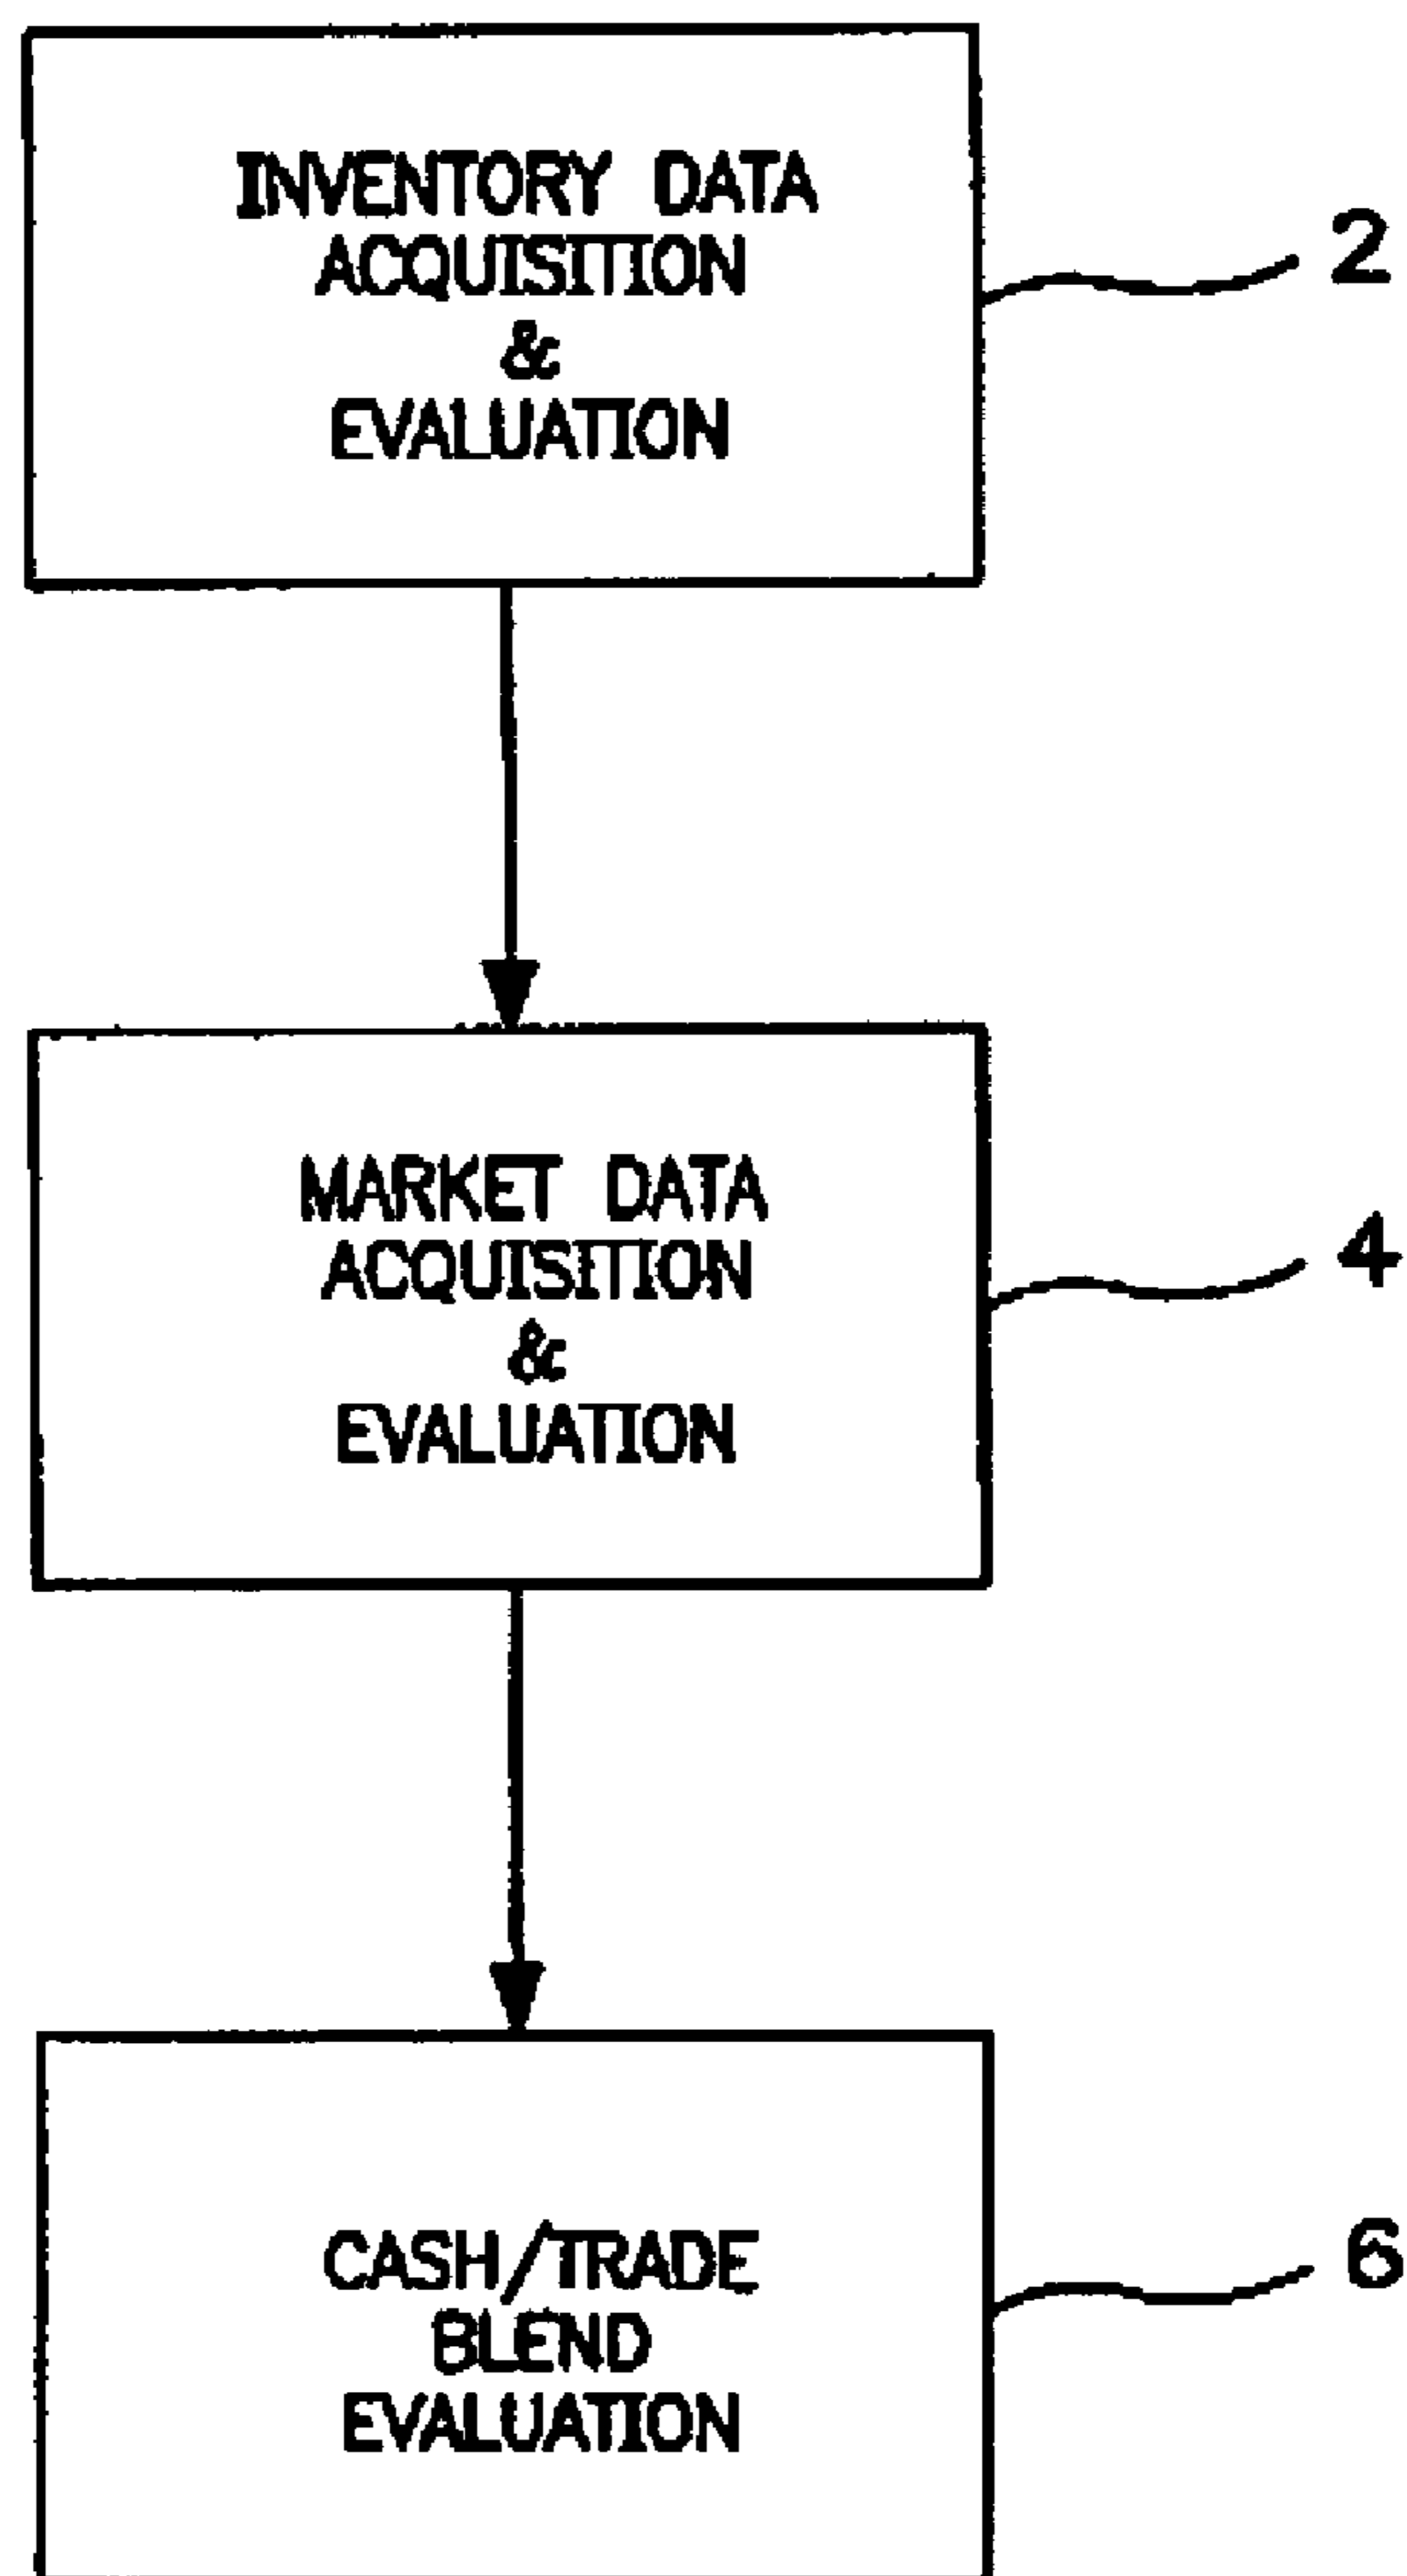 INVENTORY DATA
ACQUISITION
&
EVALUATION
2
MARKET DATA
ACQUISITION
&
EVALUATION
4
CASH/TRADE
BLEND
EVALUATION
6